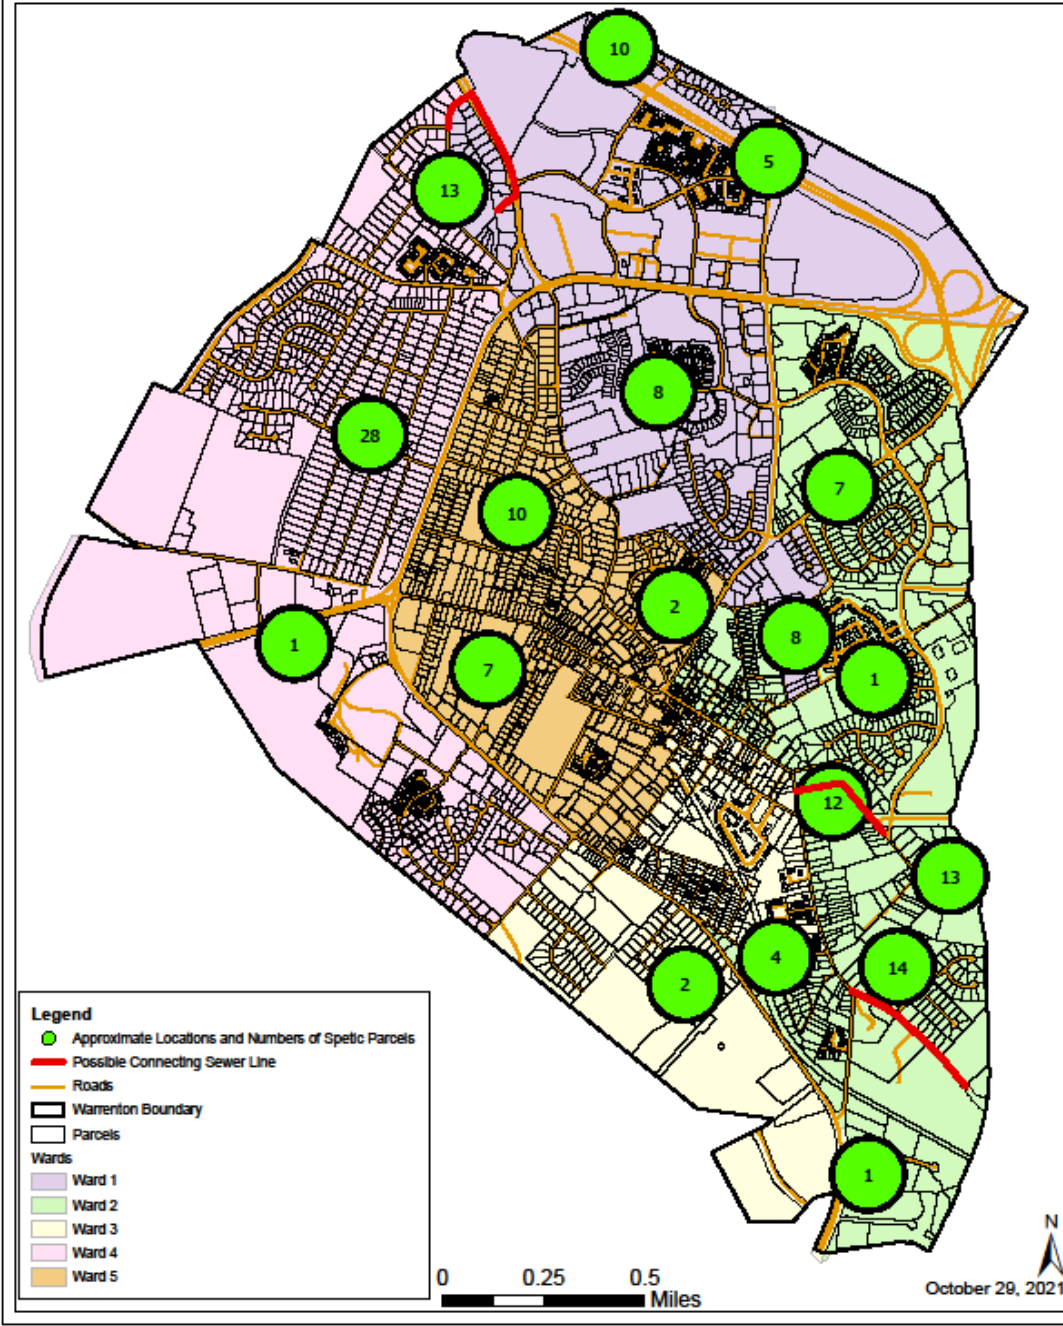 10
5
13
8
28
7
10
2
8
1
7
1
12
13
4
14
2
1
Legend
Approximate Locations and Numbers of Spetic Parcels
Possible Connecting Sewer Line
Roads
Warrenton Boundary
Parcels
Wards
Ward 1
Ward 2
Ward 3
Ward 4
Ward 5
0 0.25 0.5
Miles
N
October 29, 2021